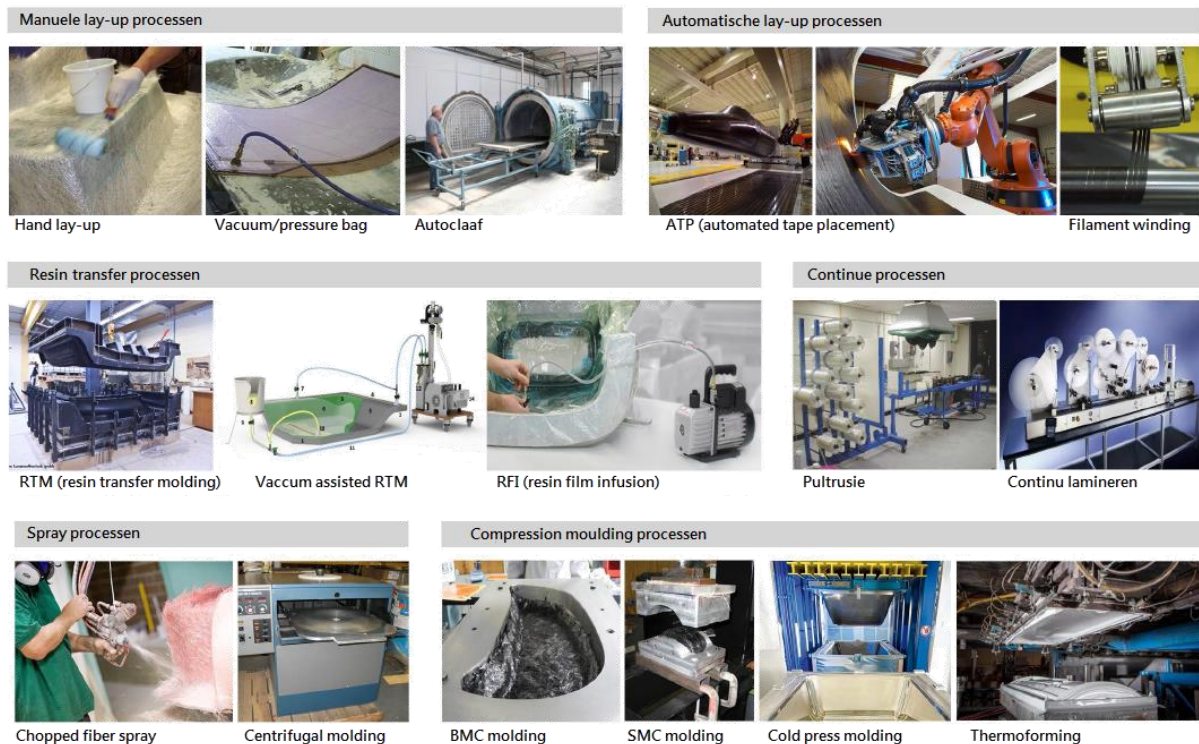 Manuele lay-up processen
Automatische lay-up processen
Hand lay-up
Vacuum/pressure bag
Autoclaaf
ATP (automated tape placement)
Filament winding
Resin transfer processen
Continue processen
RTM (resin transfer molding)
Vaccum assisted RTM
RFI (resin film infusion)
Pultrusie
Continu lamineren
Spray processen
Compression moulding processen
Chopped fiber spray
Centrifugal molding
BMC molding
SMC molding
Cold press molding
Thermoforming